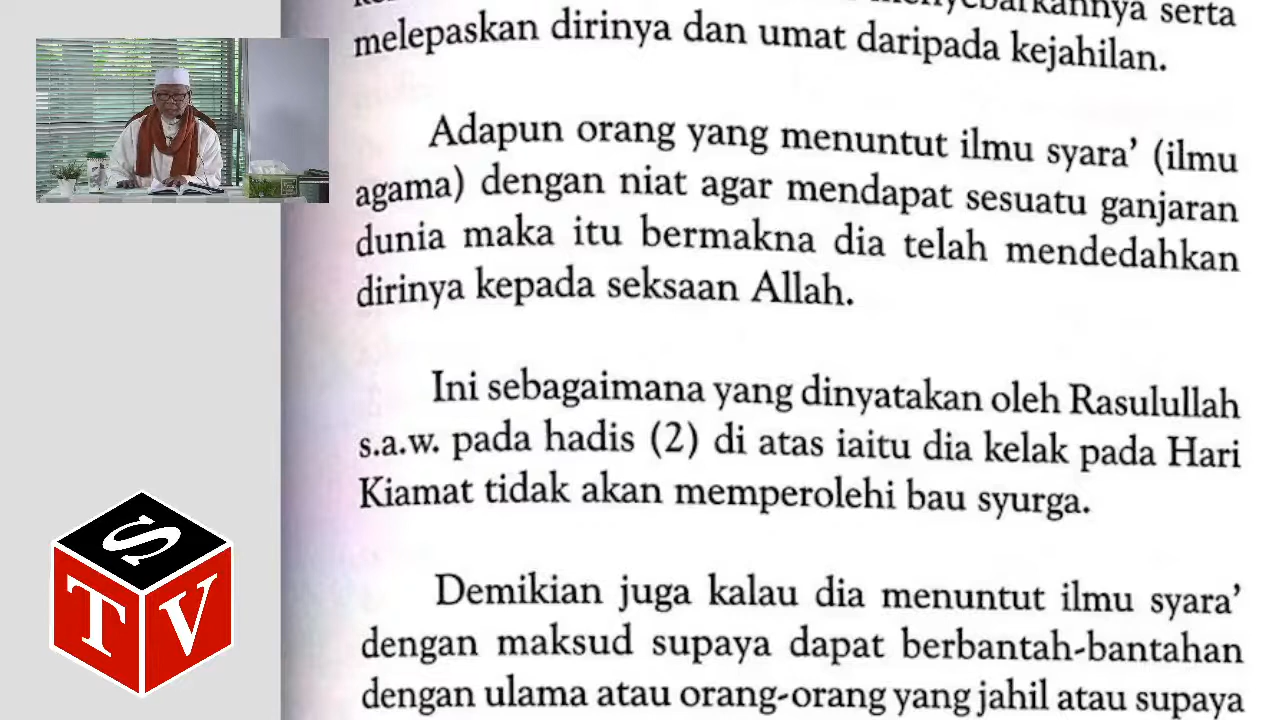 serta
melepaskan dirinya dan umat daripada kejahilan.
Adapun orang yang menuntut ilmu syara’ (ilmu
agama) dengan niat agar mendapat sesuatu ganjaran
dunia maka itu bermakna dia telah mendedahkan
dirinya kepada seksaan Allah.
Ini sebagaimana yang dinyatakan oleh Rasulullah
s.a.w. pada hadis (2) di atas iaitu dia kelak pada Hari
Kiamat tidak akan memperolehi bau syurga.
Demikian juga kalau dia menuntut ilmu syara’
dengan maksud supaya dapat berbantah-bantahan
dengan ulama atau orang-orang yang jahil atau supaya
S
T V